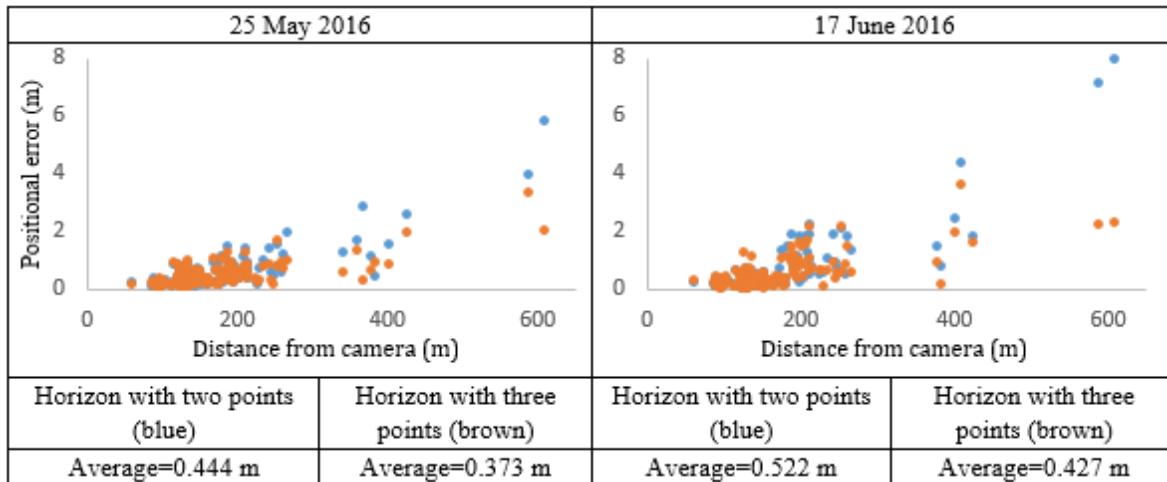 25 May 2016
17 June 2016
Positional error (m)
8
6
4
2
0
0
200
400
600
Distance from camera (m)
8
6
4
2
0
0
200
400
600
Distance from camera (m)
Horizon with two points
(blue)
Horizon with three
points (brown)
Horizon with two points
(blue)
Horizon with three
points (brown)
Average=0.444 m
Average=0.373 m
Average=0.522 m
Average=0.427 m